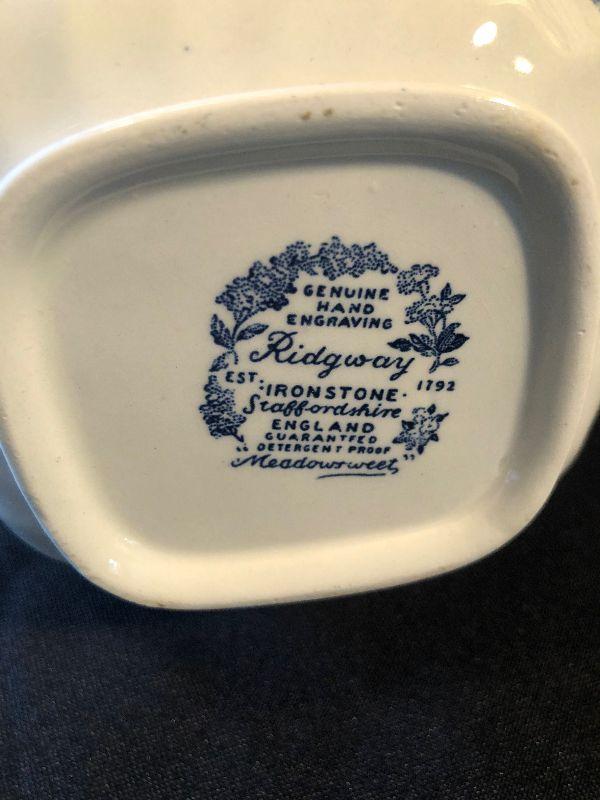 GENUINE
HAND
ENGRAVING
Ridgway
EST. 1792
·IRONSTONE·
Staffordshire
ENGLAND
GUARANTEED
DETERGENT PROOF
"Meadowsweet"